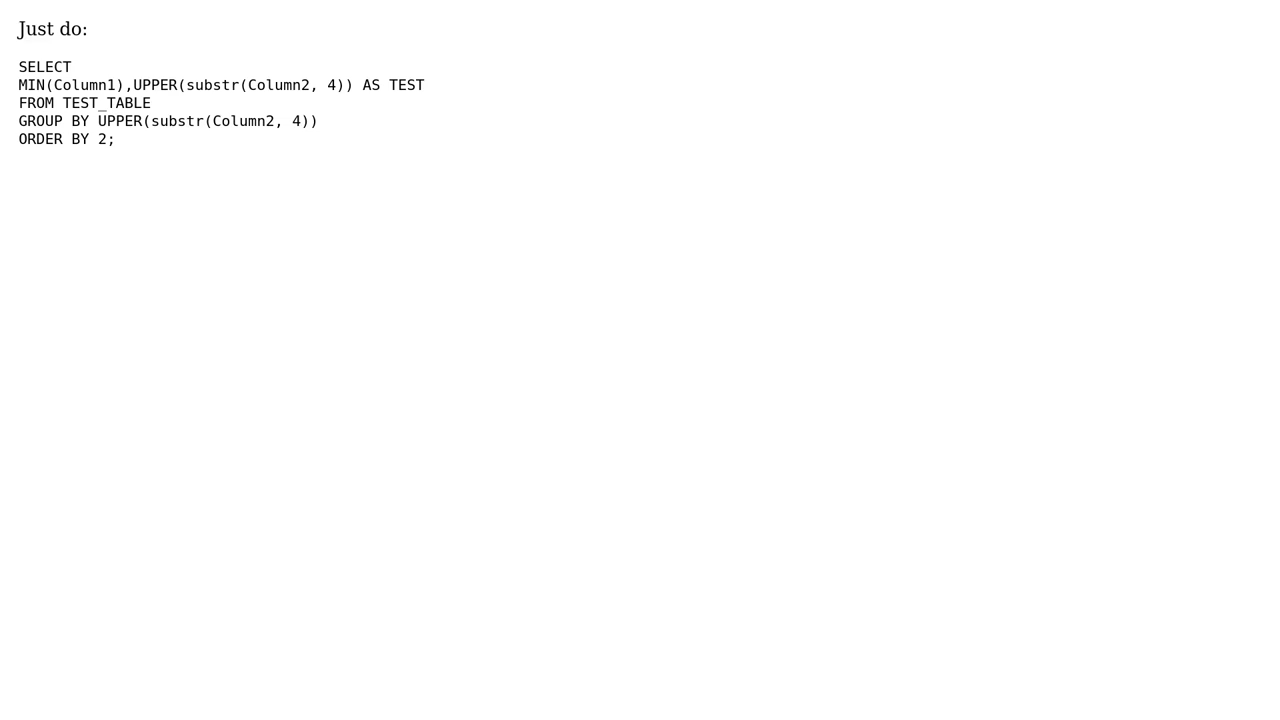 Just do:
SELECT
MIN(Column1),UPPER(substr(Column2, 4)) AS TEST
FROM TEST_TABLE
GROUP BY UPPER(substr(Column2, 4))
ORDER BY 2;